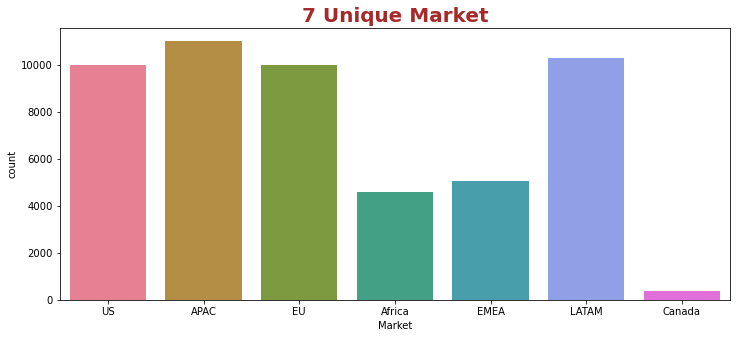 7 Unique Market
10000
8000
6000
4000
2000
0
count
US APAC EU Africa EMEA LATAM Canada
Market